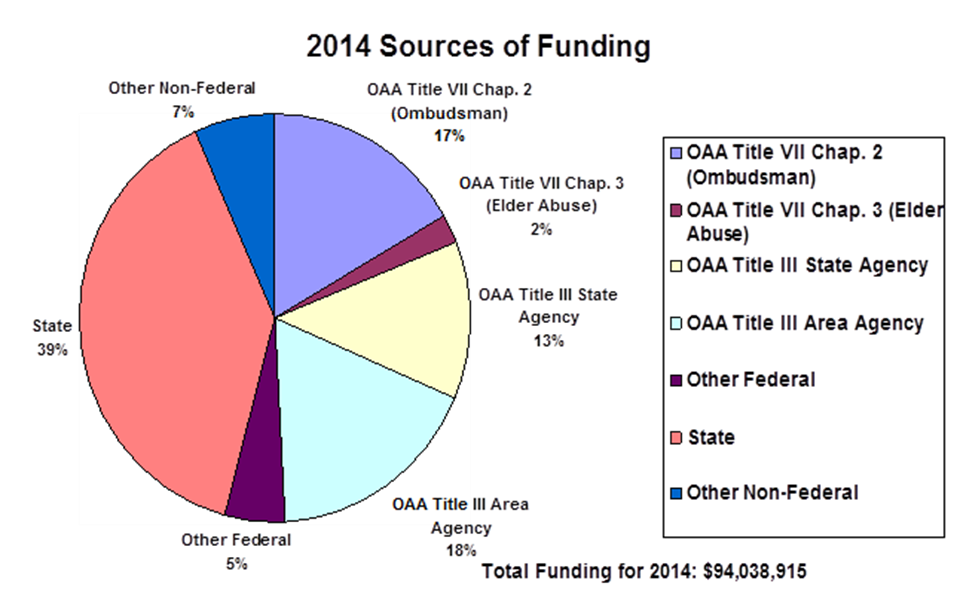 2014 Sources of Funding
Other Non-Federal
7%
OAA Title VII Chap. 2
(Ombudsman)
17%
OAA Title VII Chap. 3
(Elder Abuse)
2%
OAA Title III State
Agency
13%
OAA Title III Area
Agency
18%
Other Federal
5%
State
39%
OAA Title VII Chap. 2
(Ombudsman)
OAA Title VII Chap. 3 (Elder
Abuse)
OAA Title III State Agency
OAA Title III Area Agency
Other Federal
State
Other Non-Federal
Total Funding for 2014: $94,038,915